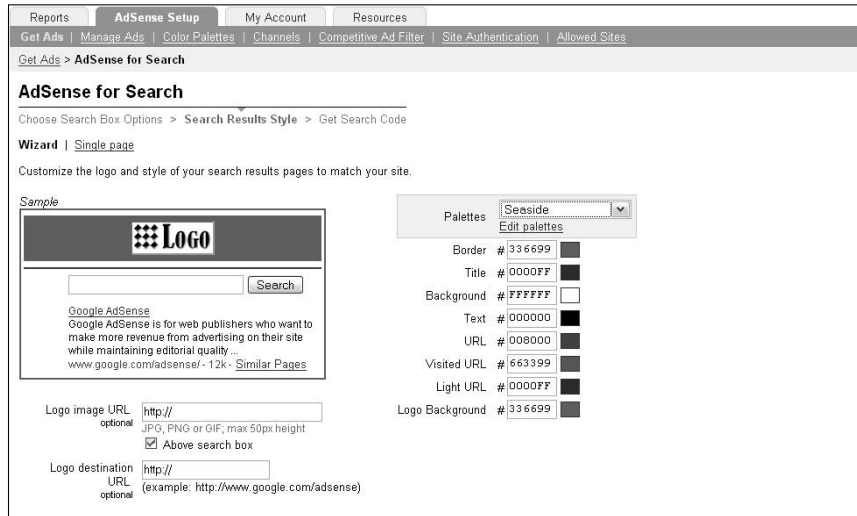 Reports AdSense Setup My Account Resources
Get Ads | Manage Ads | Color Palettes | Channels | Competitive Ad Filter | Site Authentication | Allowed Sites
Get Ads > AdSense for Search
AdSense for Search
Choose Search Box Options > Search Results Style > Get Search Code
Wizard | Single page
Customize the logo and style of your search results pages to match your site.
Sample
LOGO
Search
Google AdSense
Google AdSense is for web publishers who want to
make more revenue from advertising on their site
while maintaining editorial quality ...
www.google.com/adsense/ - 12k - Similar Pages
Logo image URL http://
optional
JPG, PNG or GIF; max 50px height
Above search box
Logo destination http://
URL
(example: http://www.google.com/adsense)
optional
Palettes Seaside
Edit palettes
Border # 336699
Title # 0000FF
Background # FFFFFF
Text # 000000
URL # 008000
Visited URL # 663399
Light URL # 0000FF
Logo Background # 336699